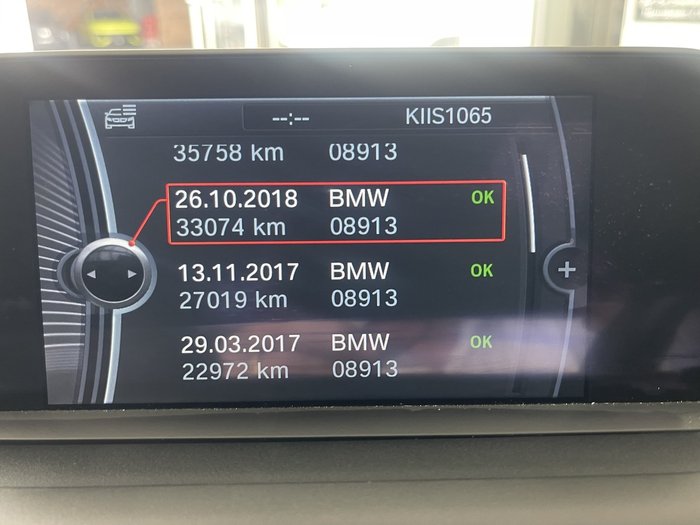 --:-- KIIS1065
35758 km 08913
26.10.2018 BMW OK
33074 km 08913
13.11.2017 BMW OK
27019 km 08913
29.03.2017 BMW OK
22972 km 08913